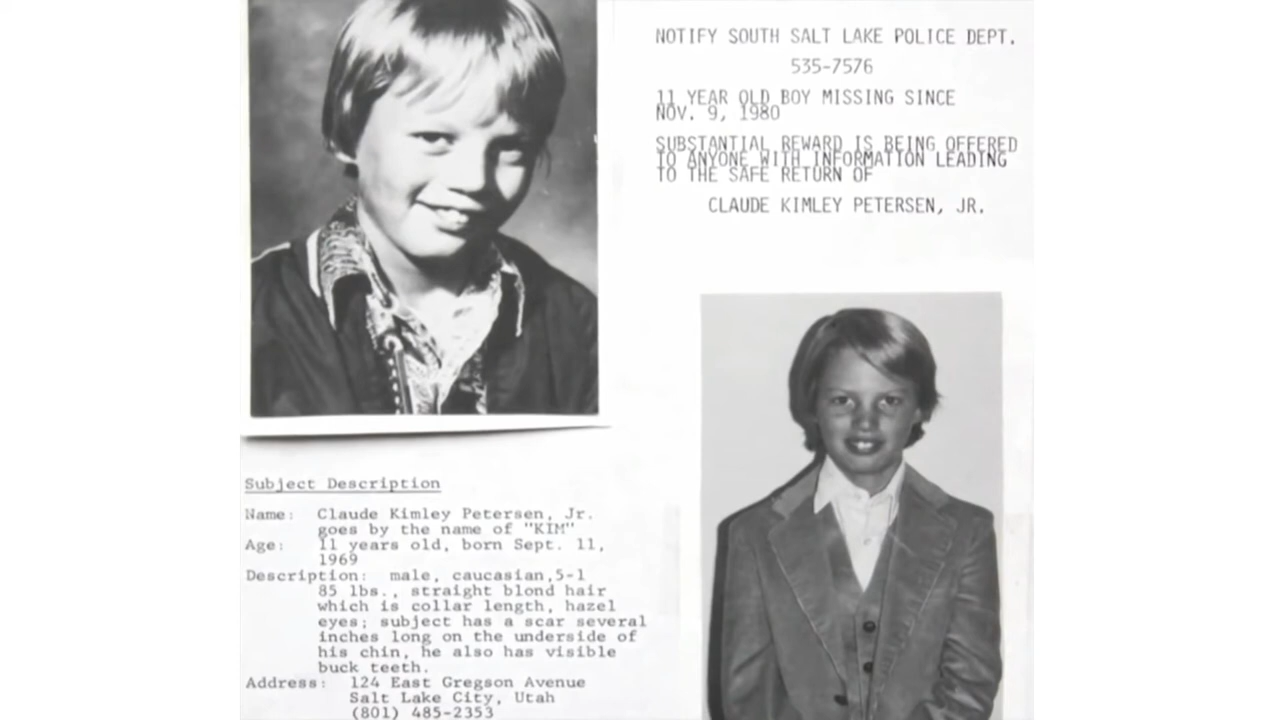 NOTIFY SOUTH SALT LAKE POLICE DEPT.
535-7576
11 YEAR OLD BOY MISSING SINCE
NOV. 9, 1980
SUBSTANTIAL REWARD IS BEING OFFERED
TO ANYONE WITH INFORMATION LEADING
TO THE SAFE RETURN OF
CLAUDE KIMLEY PETERSEN, JR.
Subject Description
Name: Claude Kimley Petersen, Jr.
goes by the name of "KIM"
Age: 11 years old, born Sept. 11,
1969
Description: male, caucasian,5-1
85 lbs., straight blond hair
which is collar length, hazel
eyes; subject has a scar several
inches long on the underside of
his chin, he also has visible
buck teeth.
Address: 124 East Gregson Avenue
Salt Lake City, Utah
(801) 485-2353